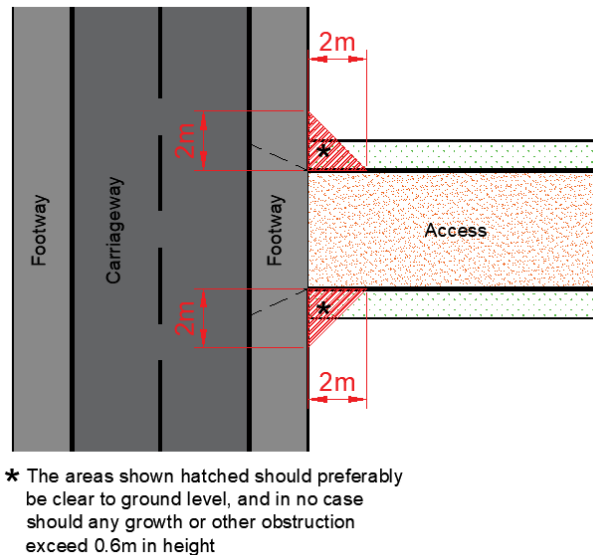 2m
2m
*
Footway
Carriageway
Footway
Access
*
2m
2m
* The areas shown hatched should preferably
be clear to ground level, and in no case
should any growth or other obstruction
exceed 0.6m in height